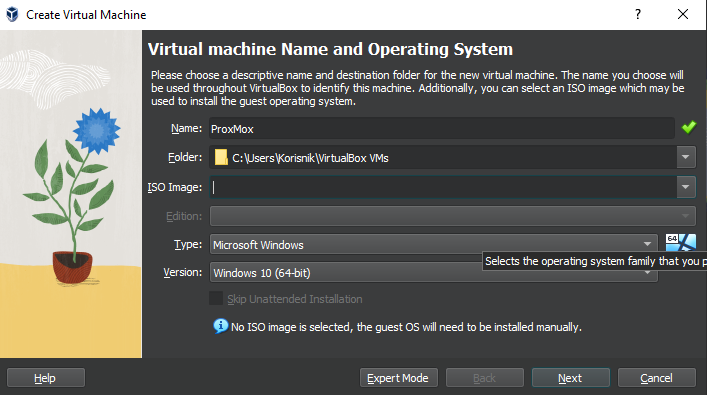 Create Virtual Machine
?
Virtual machine Name and Operating System
Please choose a descriptive name and destination folder for the new virtual machine. The name you choose will
be used throughout VirtualBox to identify this machine. Additionally, you can select an ISO image which may be
used to install the guest operating system.
Name: ProxMox
Folder: C:\Users\Korisnik\VirtualBox VMs
ISO Image:
Edition:
Type: Microsoft Windows 64
Selects the operating system family that you p
Version: Windows 10 (64-bit)
Skip Unattended Installation
No ISO image is selected, the guest OS will need to be installed manually.
Help Expert Mode Back Next Cancel